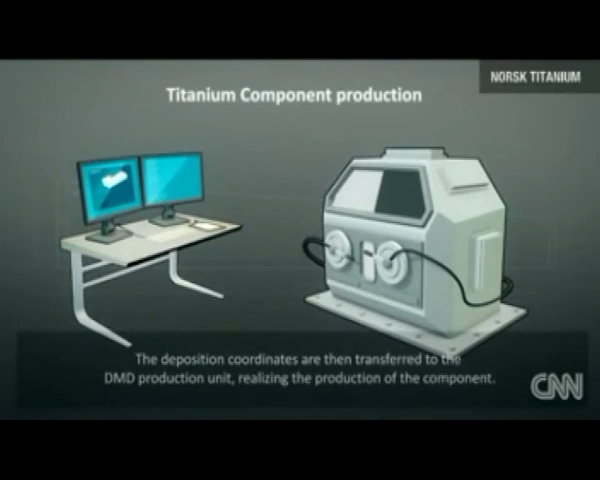 NORSK TITANIUM
Titanium Component production
The deposition coordinates are then transferred to the
DMD production unit, realizing the production of the component.
CNN